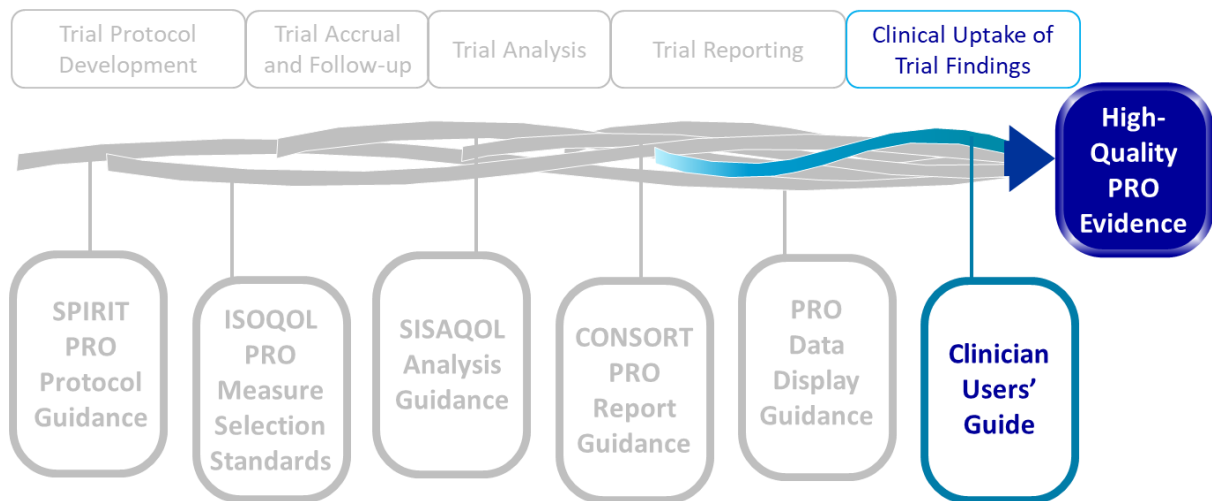 Trial Protocol
Development
Trial Accrual
and Follow-up
Trial Analysis
Trial Reporting
Clinical Uptake of
Trial Findings
High-
Quality
PRO
Evidence
SPIRIT
PRO
Protocol
Guidance
ISOQOL
PRO
Measure
Selection
Standards
SISAQOL
Analysis
Guidance
CONSORT
PRO
Report
Guidance
PRO
Data
Display
Guidance
Clinician
Users’
Guide